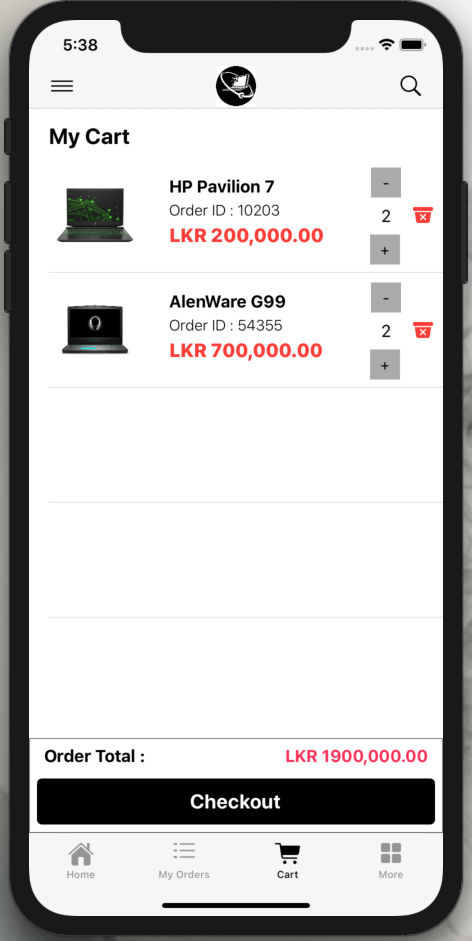 5:38
My Cart
HP Pavilion 7
Order ID : 10203
LKR 200,000.00
-
2
+
AlenWare G99
Order ID : 54355
LKR 700,000.00
-
2
+
Order Total :
LKR 1900,000.00
Checkout
Home
My Orders
Cart
More